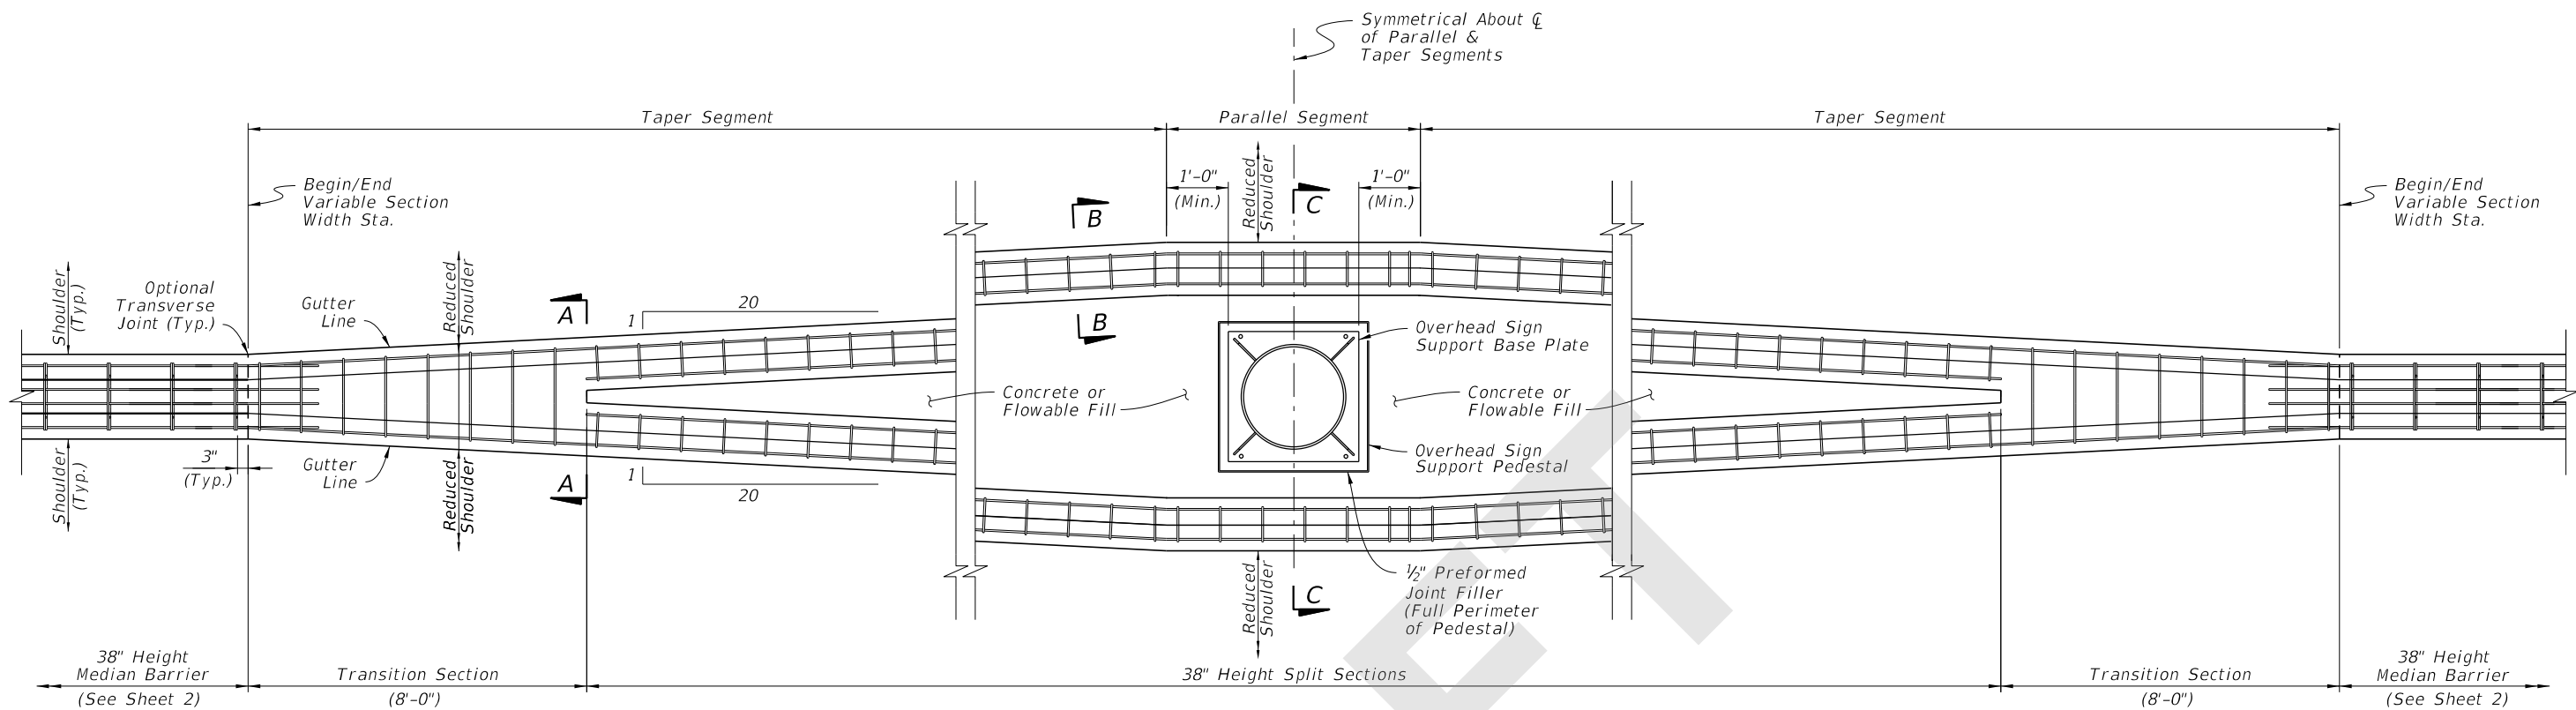 Symmetrical About ℄
of Parallel &
Taper Segments
Taper Segment
Parallel Segment
Taper Segment
1'-0"
(Min.)
Reduced
Shoulder
1'-0"
(Min.)
C
Begin/End
Variable Section
Width Sta.
Begin/End
Variable Section
Width Sta.
B
Shoulder
(Typ.)
Optional
Transverse
Joint (Typ.)
Gutter
Line
Reduced
Shoulder
A
1
20
B
Overhead Sign
Support Base Plate
Concrete or
Flowable Fill
Concrete or
Flowable Fill
Overhead Sign
Support Pedestal
Shoulder
(Typ.)
3"
(Typ.)
Gutter
Line
Reduced
Shoulder
A
1
20
½" Preformed
Joint Filler
(Full Perimeter
of Pedestal)
Reduced
Shoulder
C
38" Height
Median Barrier
(See Sheet 2)
Transition Section
(8'-0")
38" Height Split Sections
Transition Section
(8'-0")
38" Height
Median Barrier
(See Sheet 2)